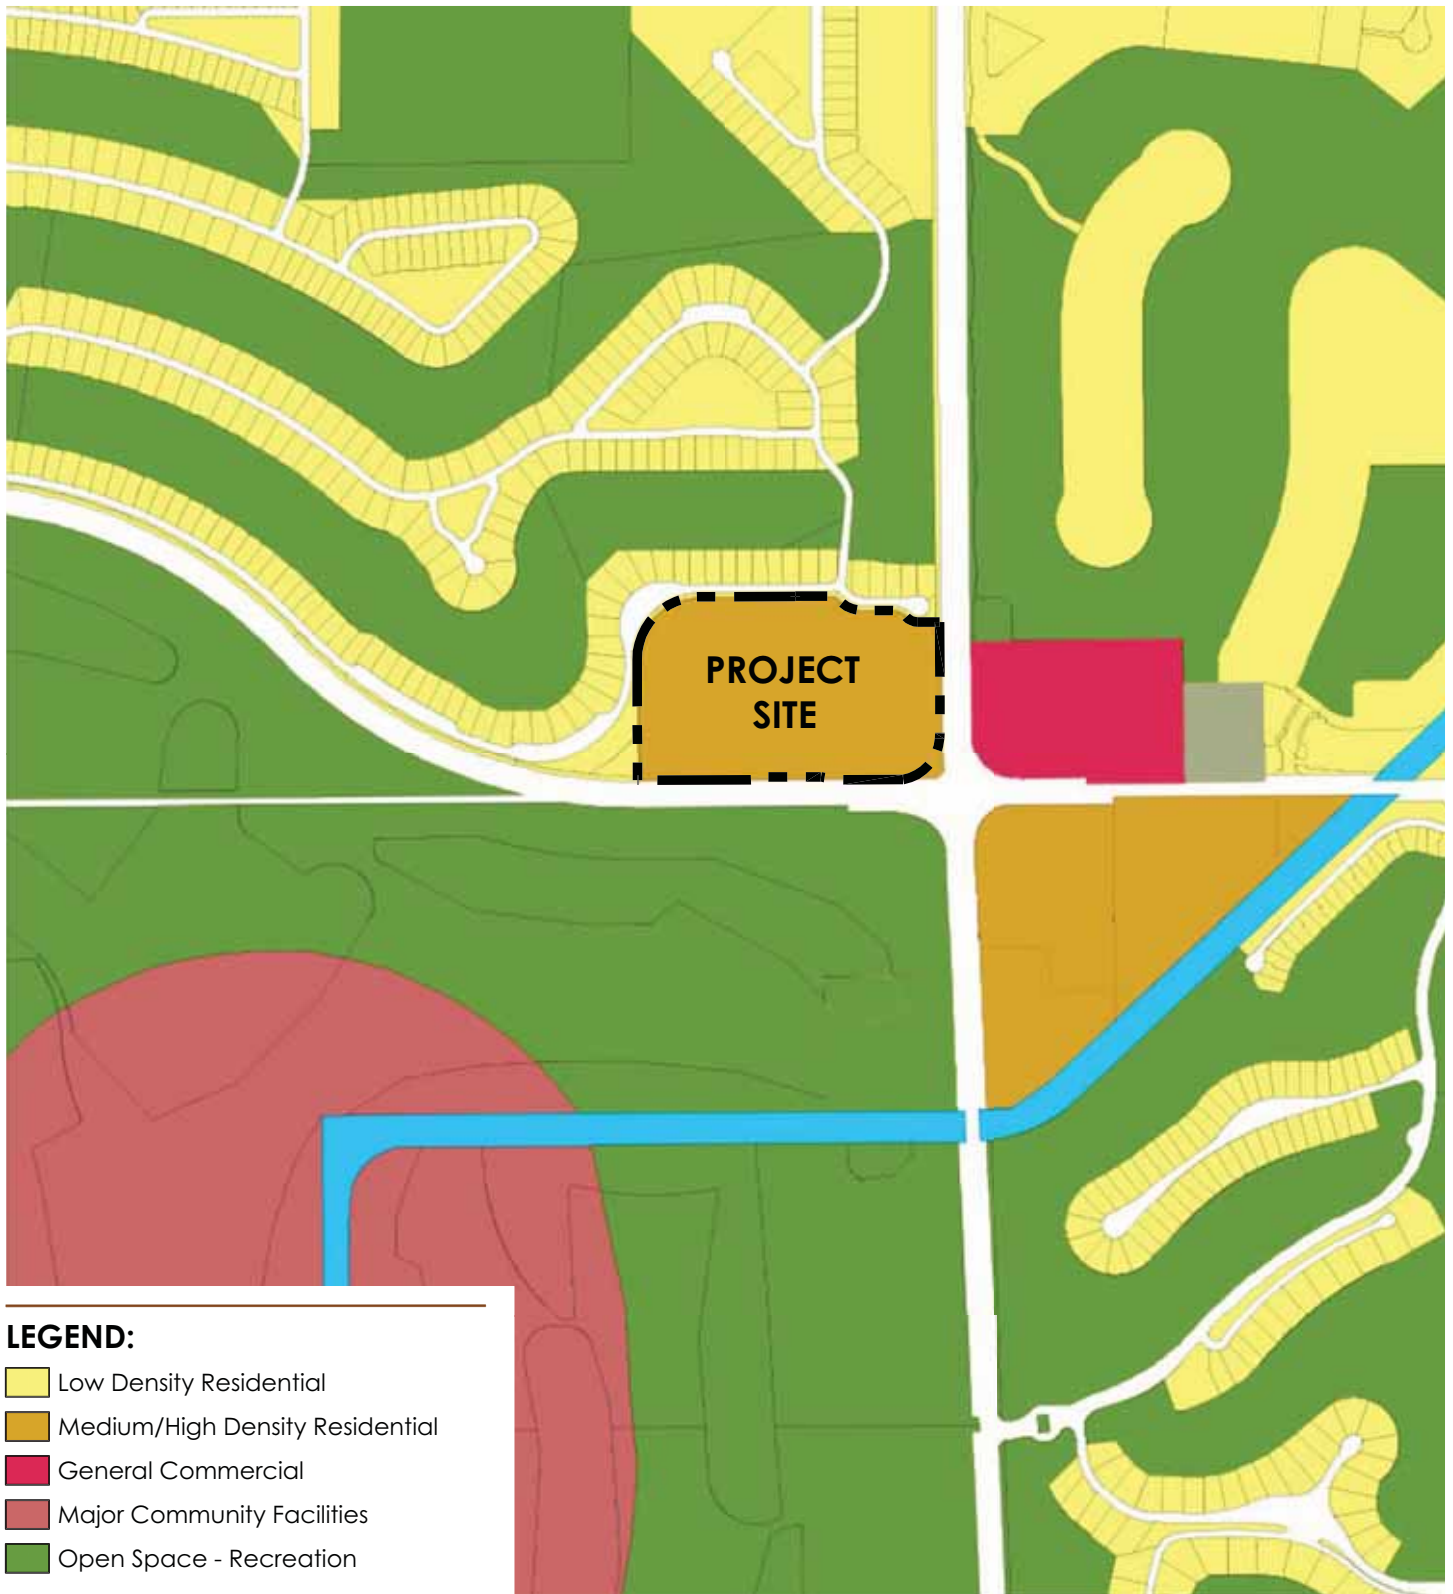 PROJECT
SITE
LEGEND:
Low Density Residential
Medium/High Density Residential
General Commercial
Major Community Facilities
Open Space - Recreation